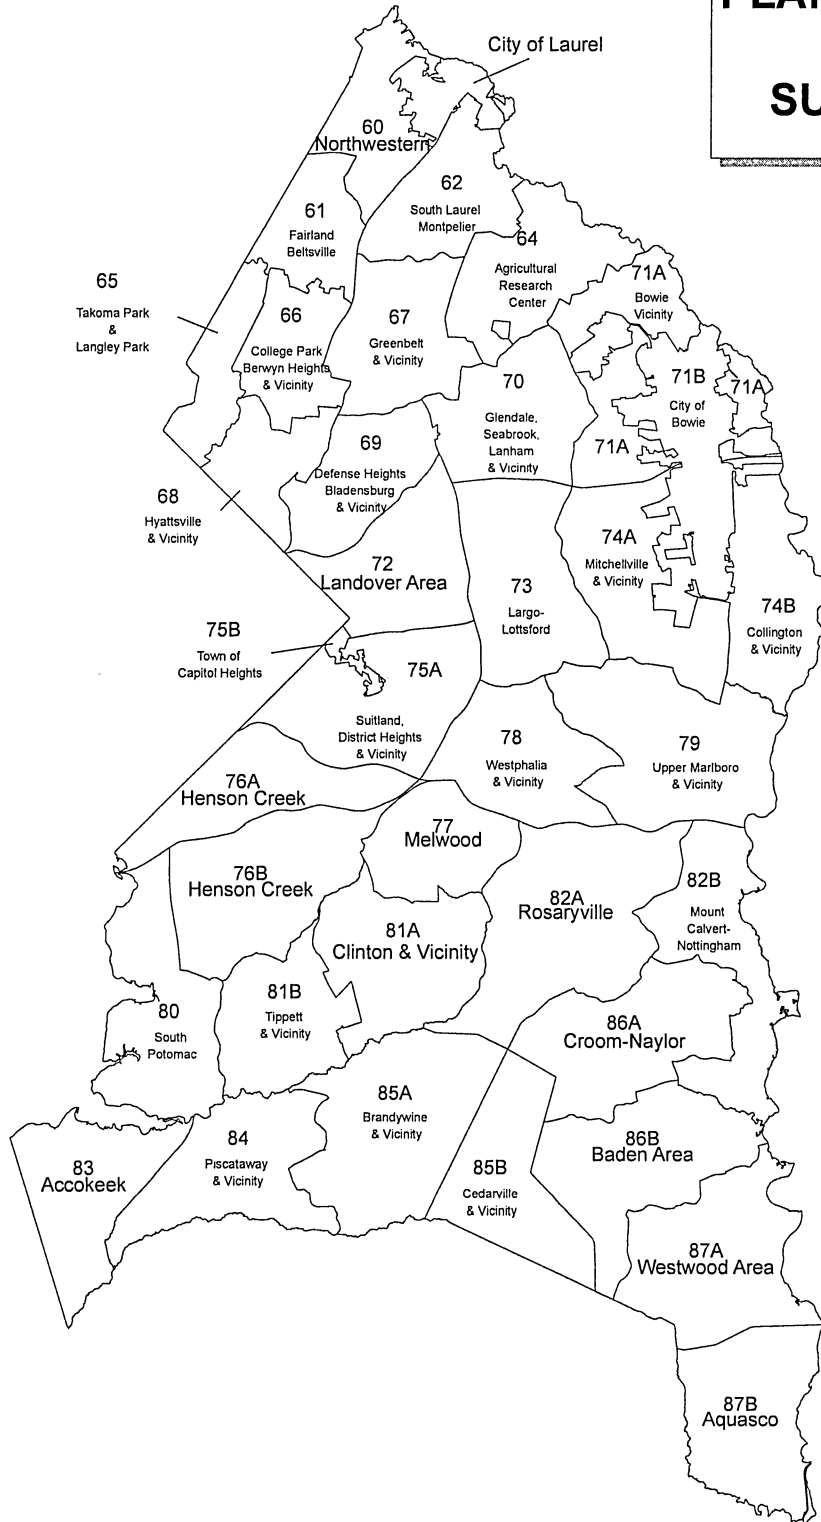 SU
City of Laurel
60
Northwestern
62
South Laurel
Montpelier
61
Fairland
Beltsville
64
Agricultural
Research
Center
65
Takoma Park
&
Langley Park
71A
Bowie
Vicinity
66
College Park
Berwyn Heights
& Vicinity
67
Greenbelt
& Vicinity
70
Glendale,
Seabrook,
Lanham
& Vicinity
71B
City of
Bowie
71A
71A
69
Defense Heights
Bladensburg
& Vicinity
68
Hyattsville
& Vicinity
72
Landover Area
73
Largo-
Lottsford
74A
Mitchellville
& Vicinity
74B
Collington
& Vicinity
75B
Town of
Capitol Heights
75A
Suitland,
District Heights
& Vicinity
78
Westphalia
& Vicinity
79
Upper Marlboro
& Vicinity
76A
Henson Creek
77
Melwood
76B
Henson Creek
82A
Rosaryville
82B
Mount
Calvert-
Nottingham
81A
Clinton & Vicinity
81B
Tippett
& Vicinity
80
South
Potomac
86A
Croom-Naylor
85A
Brandywine
& Vicinity
84
Piscataway
& Vicinity
83
Accokeek
85B
Cedarville
& Vicinity
86B
Baden Area
87A
Westwood Area
87B
Aquasco